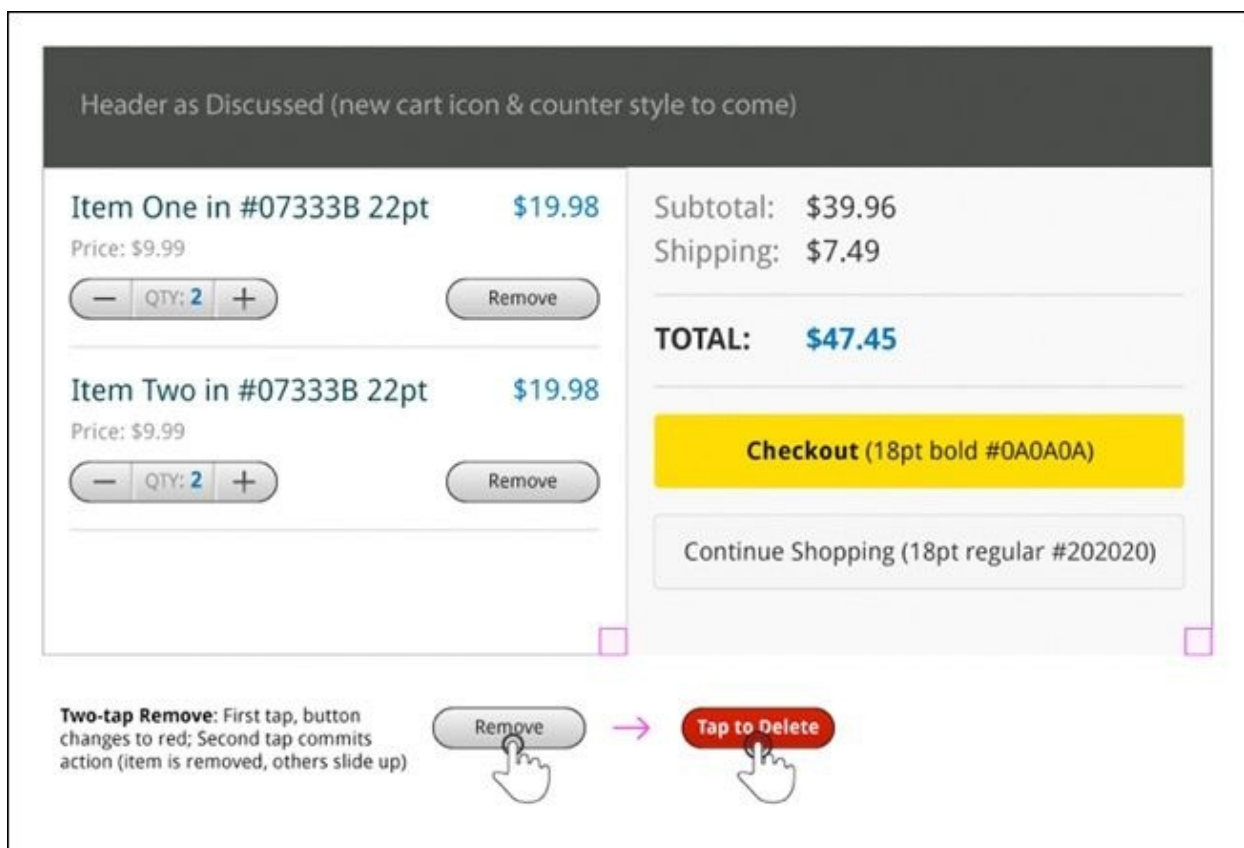 Header as Discussed (new cart icon & counter style to come)
Item One in #07333B 22pt $19.98
Price: $9.99
− QTY: 2 + Remove
Item Two in #07333B 22pt $19.98
Price: $9.99
− QTY: 2 + Remove
Subtotal: $39.96
Shipping: $7.49
TOTAL: $47.45
Checkout (18pt bold #0A0A0A)
Continue Shopping (18pt regular #202020)
Two-tap Remove: First tap, button
changes to red; Second tap commits
action (item is removed, others slide up)
Remove
Tap to Delete